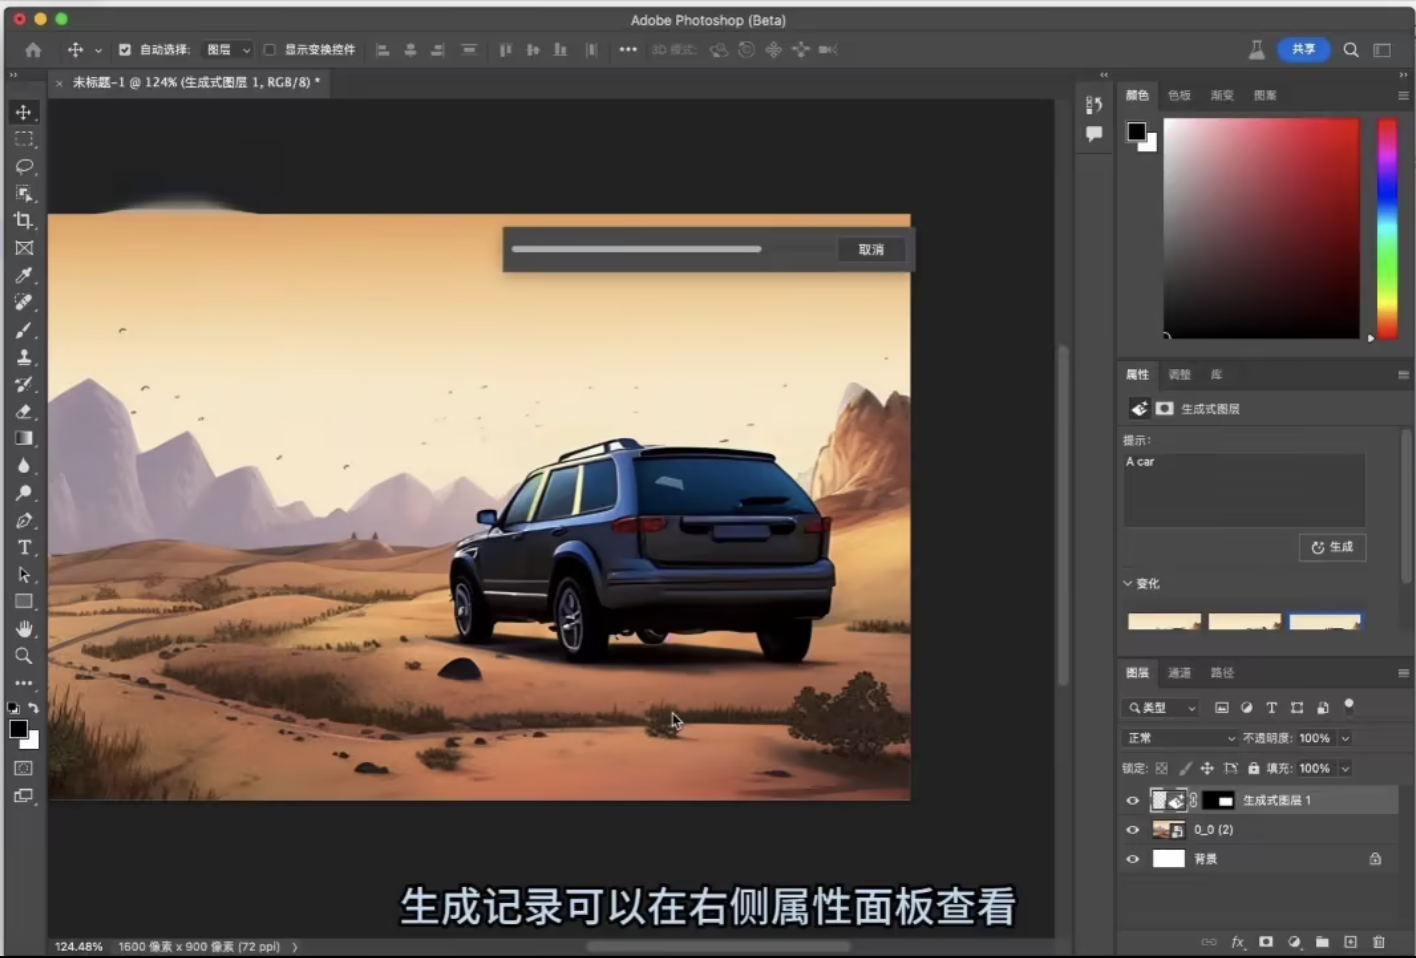 Adobe Photoshop (Beta)
自动选择: 图层 显示变换控件 3D 模式: 共享
未标题-1 @ 124% (生成式图层 1, RGB/8) *
颜色 色板 渐变 图案
取消
属性 调整 库
生成式图层
提示:
A car
生成
变化
图层 通道 路径
类型
正常 不透明度: 100%
锁定: 填充: 100%
生成式图层 1
0_0 (2)
背景
生成记录可以在右侧属性面板查看
124.48% 1600 像素 x 900 像素 (72 ppi)
fx